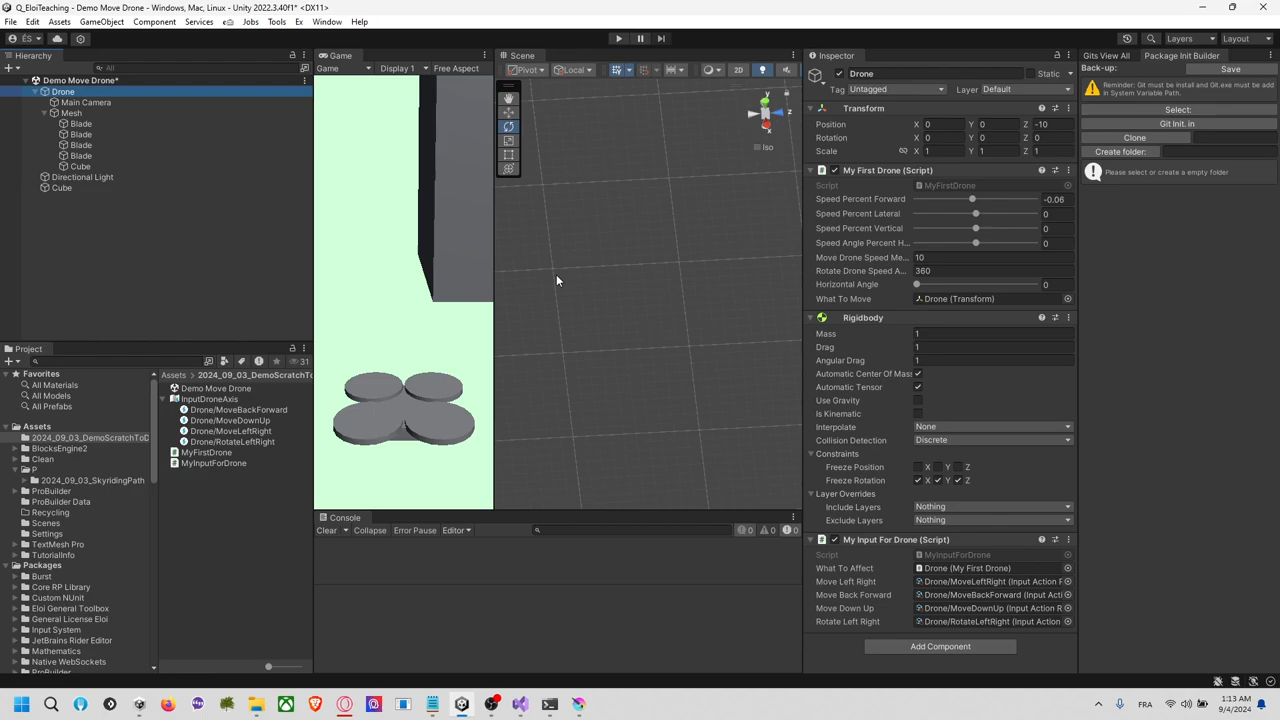 Q_EloiTeaching - Demo Move Drone - Windows, Mac, Linux - Unity 2022.3.40f1* <DX11>
File Edit Assets GameObject Component Services Jobs Tools Ex Window Help
ÉS Layers Layout
Hierarchy
All
Demo Move Drone*
Drone
Main Camera
Mesh
Blade
Blade
Blade
Blade
Cube
Directional Light
Cube
Game
Game Display 1 Free Aspect
Scene
Pivot Local 2D
y
z
x
Iso
Inspector
Drone Static
Tag Untagged Layer Default
Transform
Position X 0 Y 0 Z -10
Rotation X 0 Y 0 Z 0
Scale X 1 Y 1 Z 1
My First Drone (Script)
Script MyFirstDrone
Speed Percent Forward -0.06
Speed Percent Lateral 0
Speed Percent Vertical 0
Speed Angle Percent H... 0
Move Drone Speed Me... 10
Rotate Drone Speed A... 360
Horizontal Angle 0
What To Move Drone (Transform)
Rigidbody
Mass 1
Drag 1
Angular Drag 1
Automatic Center Of Mass
Automatic Tensor
Use Gravity
Is Kinematic
Interpolate None
Collision Detection Discrete
Constraints
Freeze Position X Y Z
Freeze Rotation X Y Z
Layer Overrides
Include Layers Nothing
Exclude Layers Nothing
My Input For Drone (Script)
Script MyInputForDrone
What To Affect Drone (My First Drone)
Move Left Right Drone/MoveLeftRight (Input Action R
Move Back Forward Drone/MoveBackForward (Input Acti
Move Down Up Drone/MoveDownUp (Input Action R
Rotate Left Right Drone/RotateLeftRight (Input Action
Add Component
Gits View All Package Init Builder
Back-up: Save
Reminder: Git must be install and Git.exe must be add in System Variable Path.
Select:
Git Init. in
Clone
Create folder:
Please select or create a empty folder
Project
31
Favorites
All Materials
All Models
All Prefabs
Assets
2024_09_03_DemoScratchToD
BlocksEngine2
Clean
P
2024_09_03_SkyridingPath
ProBuilder
ProBuilder Data
Recycling
Scenes
Settings
TextMesh Pro
TutorialInfo
Packages
Burst
Core RP Library
Custom NUnit
Eloi General Toolbox
General License Eloi
Input System
JetBrains Rider Editor
Mathematics
Native WebSockets
ProBuilder
Assets > 2024_09_03_DemoScratchTo
Demo Move Drone
InputDroneAxis
Drone/MoveBackForward
Drone/MoveDownUp
Drone/MoveLeftRight
Drone/RotateLeftRight
MyFirstDrone
MyInputForDrone
Console
Clear Collapse Error Pause Editor 0 0 0
FRA
1:13 AM
9/4/2024